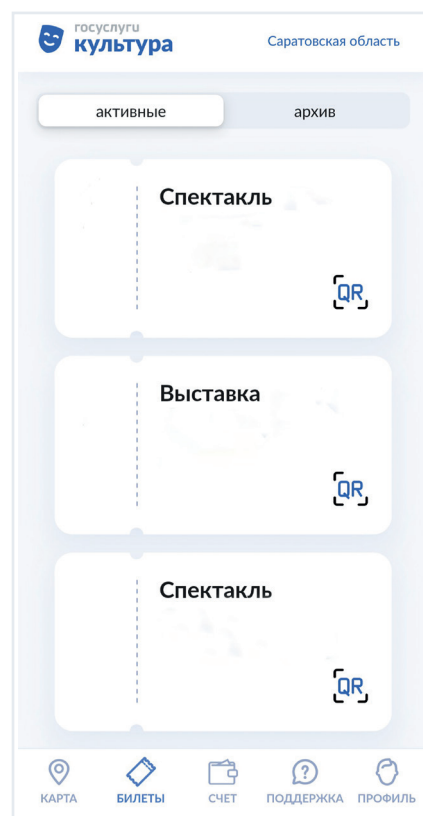 госуслуги
культура
Саратовская область
активные
архив
Спектакль
QR
Выставка
QR
Спектакль
QR
КАРТА
БИЛЕТЫ
СЧЕТ
ПОДДЕРЖКА
ПРОФИЛЬ